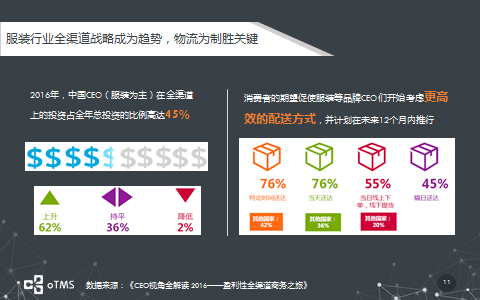 服装行业全渠道战略成为趋势，物流为制胜关键
2016年，中国CEO（服装为主）在全渠道
上的投资占全年总投资的比例高达45%
$$$$$$$$$$
上升
62%
持平
36%
降低
2%
消费者的期望促使服装等品牌CEO们开始考虑更高
效的配送方式，并计划在未来12个月内推行
76%
特定时间送达
其他国家：
42%
76%
当天送达
其他国家：
36%
55%
当日线上下
单，线下提货
其他国家：
20%
45%
隔日送达
oTMS
数据来源：《CEO视角全解读 2016——盈利性全渠道商务之旅》
11